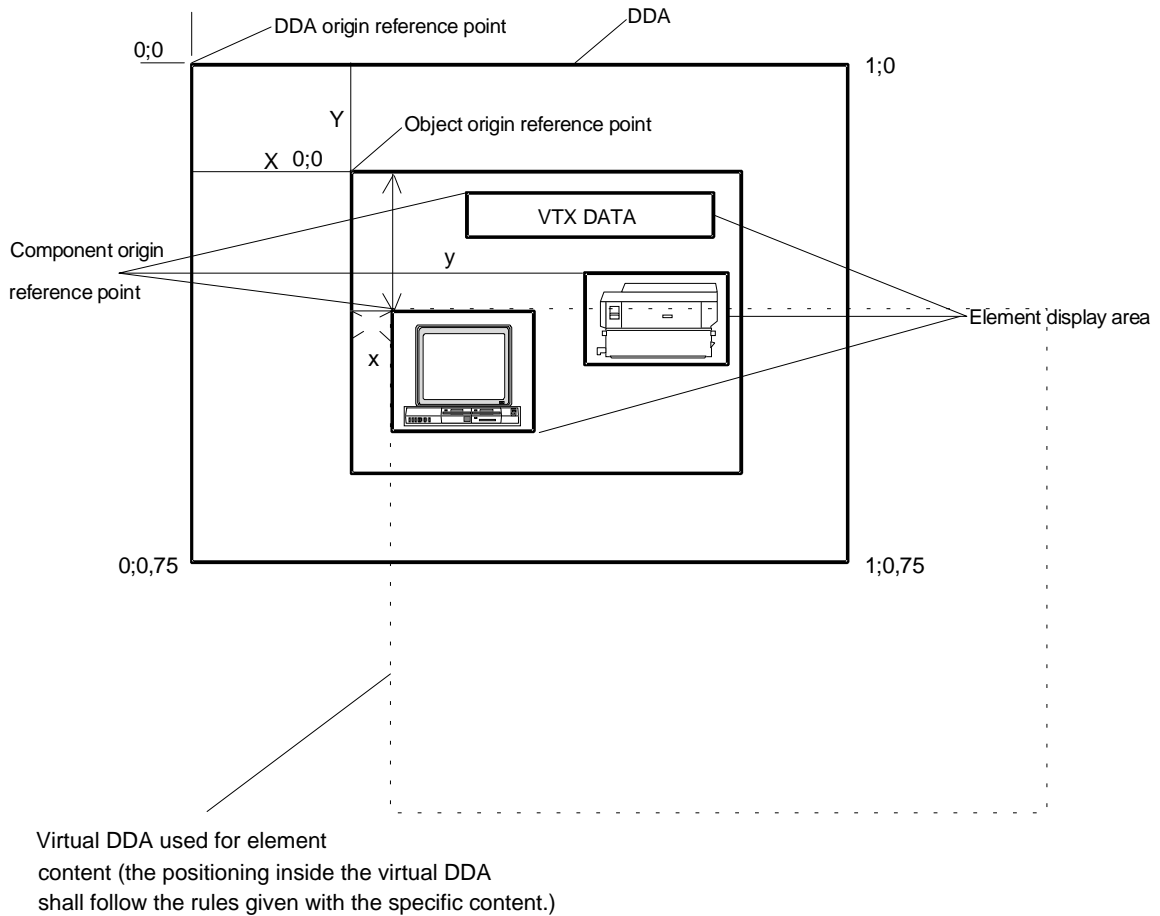 DDA origin reference point
DDA
0;0
1;0
Y
Object origin reference point
X 0;0
VTX DATA
Component origin
reference point
y
Element display area
x
0;0,75
1;0,75
Virtual DDA used for element
content (the positioning inside the virtual DDA
shall follow the rules given with the specific content.)